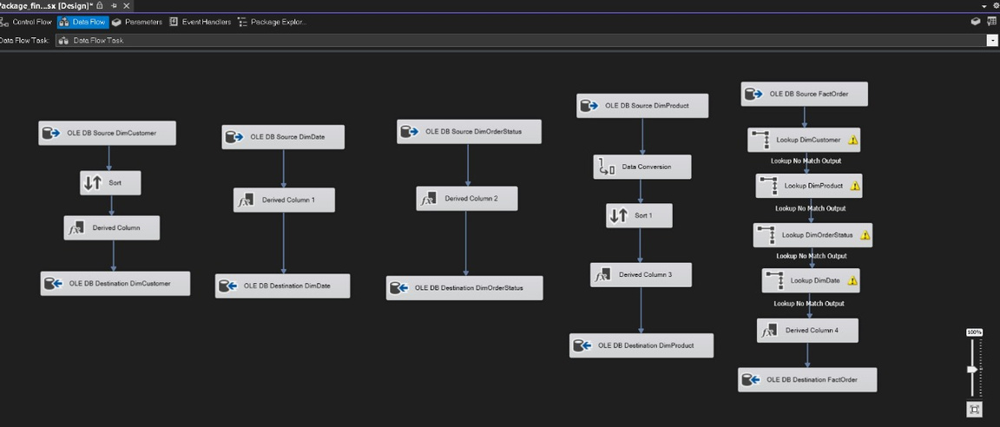 Package_fin...sx [Design]*
Control Flow
Data Flow
Parameters
Event Handlers
Package Explor...
Data Flow Task:
Data Flow Task
OLE DB Source DimCustomer
Sort
Derived Column
OLE DB Destination DimCustomer
OLE DB Source DimDate
Derived Column 1
OLE DB Destination DimDate
OLE DB Source DimOrderStatus
Derived Column 2
OLE DB Destination DimOrderStatus
OLE DB Source DimProduct
Data Conversion
Sort 1
Derived Column 3
OLE DB Destination DimProduct
OLE DB Source FactOrder
Lookup DimCustomer
Lookup No Match Output
Lookup DimProduct
Lookup No Match Output
Lookup DimOrderStatus
Lookup No Match Output
Lookup DimDate
Lookup No Match Output
Derived Column 4
OLE DB Destination FactOrder
100%